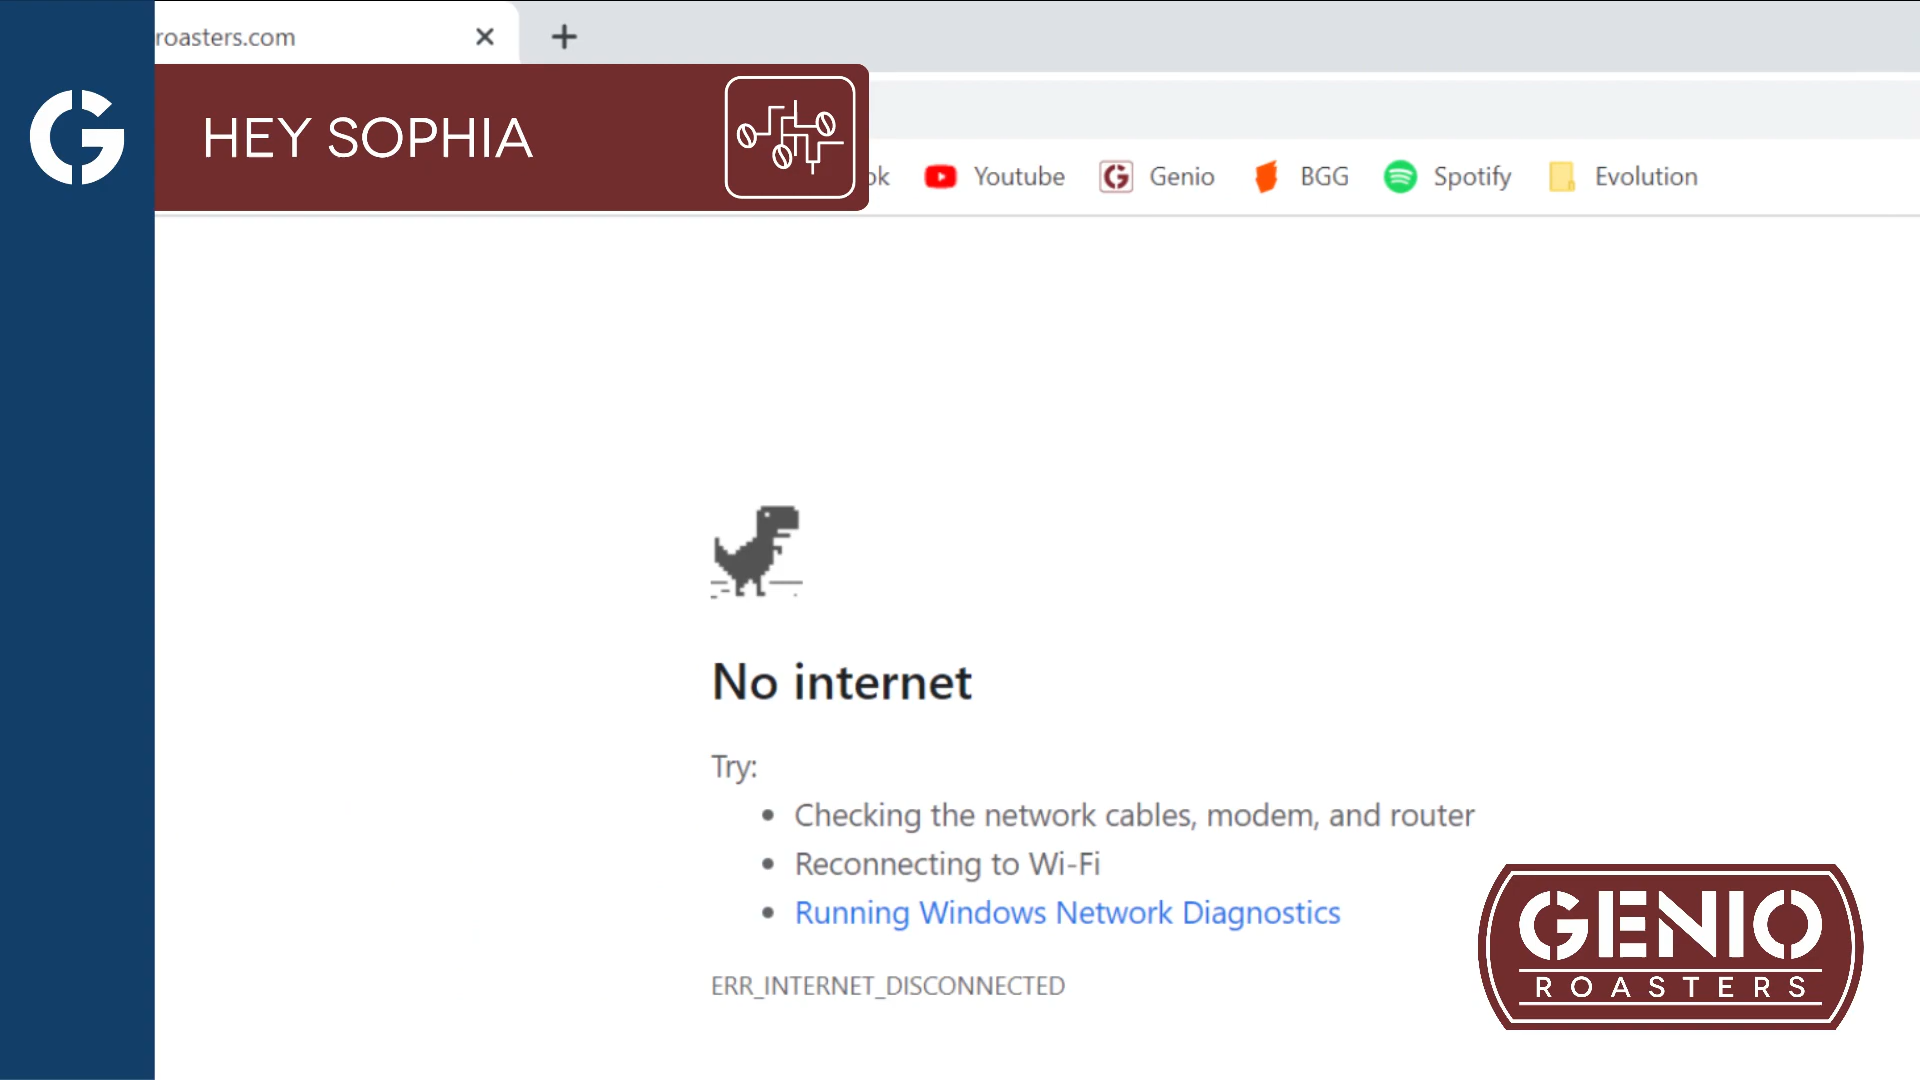 roasters.com
HEY SOPHIA
ok
Youtube
Genio
BGG
Spotify
Evolution
No internet
Try:
• Checking the network cables, modem, and router
• Reconnecting to Wi-Fi
• Running Windows Network Diagnostics
ERR_INTERNET_DISCONNECTED
GENIO
ROASTERS